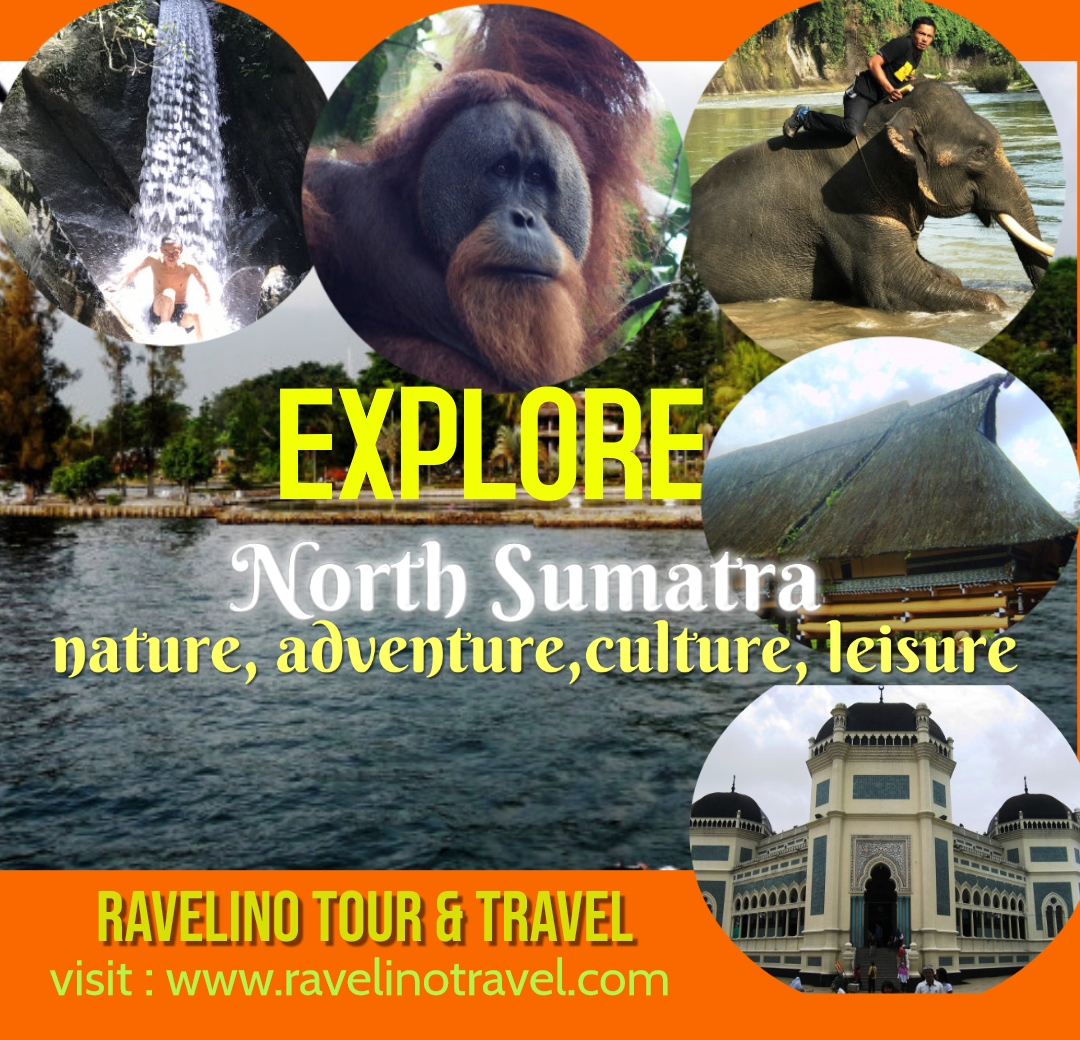 EXPLORE
North Sumatra
nature, adventure,culture, leisure
RAVELINO TOUR & TRAVEL
visit : www.ravelinotravel.com